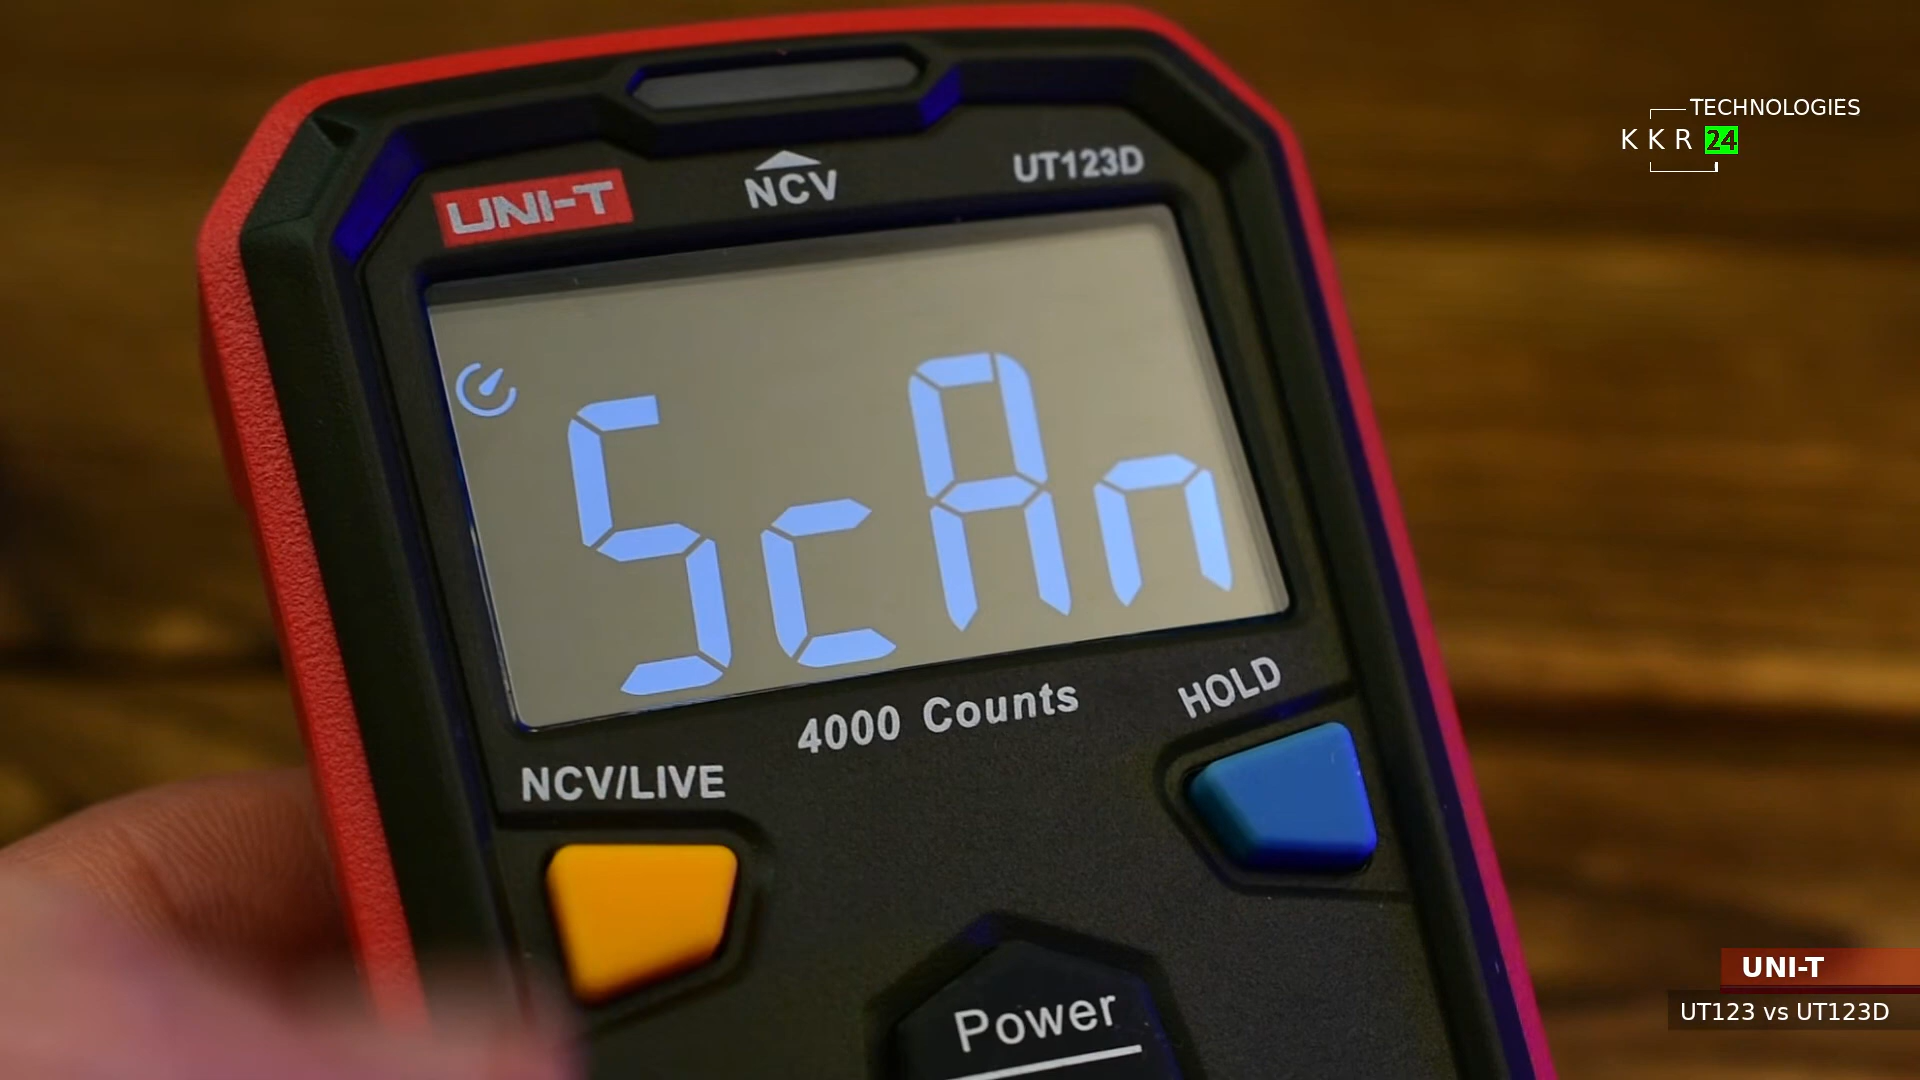 TECHNOLOGIES
KKR 24
UNI-T
NCV
UT123D
ScAn
4000 Counts
HOLD
NCV/LIVE
Power
UNI-T
UT123 vs UT123D